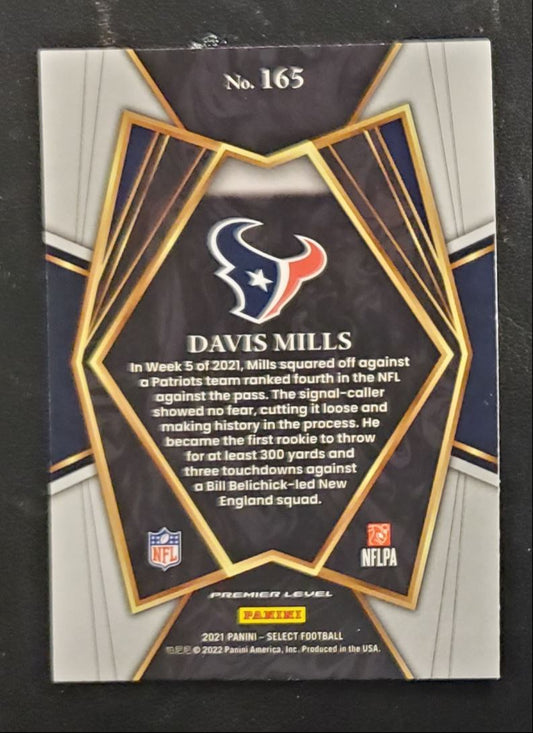 No. 165
DAVIS MILLS
In Week 5 of 2021, Mills squared off against
a Patriots team ranked fourth in the NFL
against the pass. The signal-caller
showed no fear, cutting it loose and
making history in the process. He
became the first rookie to throw
for at least 300 yards and
three touchdowns against
a Bill Belichick-led New
England squad.
NFL
NFLPA
PREMIER LEVEL
PANINI
2021 PANINI – SELECT FOOTBALL
© 2022 Panini America, Inc. Produced in the USA.